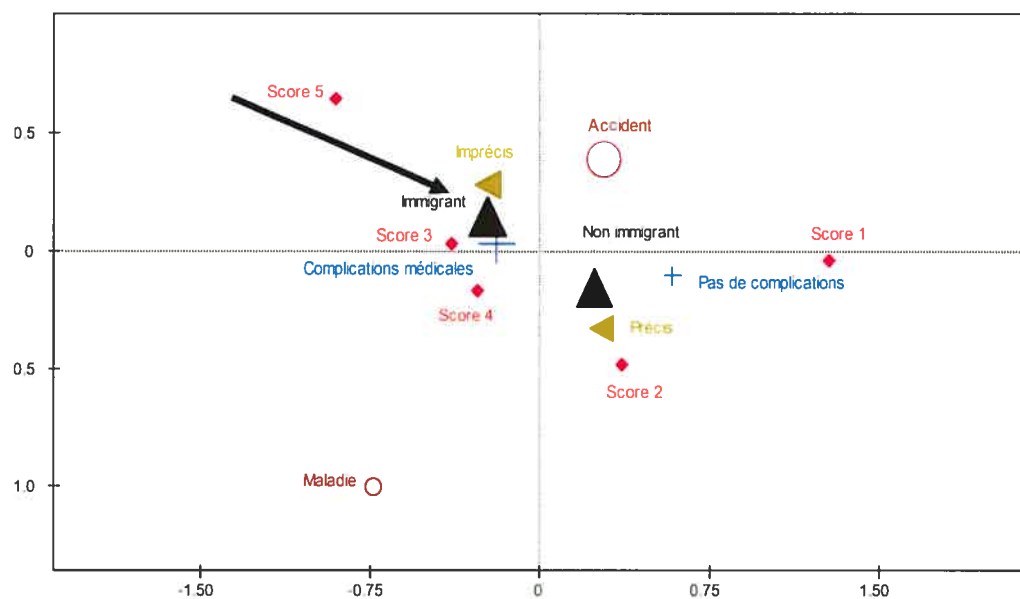 Score 5
Accident
0.5
Imprécis
Immigrant
Score 3
Non immigrant
Score 1
0
Complications médicales
Pas de complications
Score 4
Précis
0.5
Score 2
Maladie
1.0
-1.50
-0.75
0
0.75
1.50